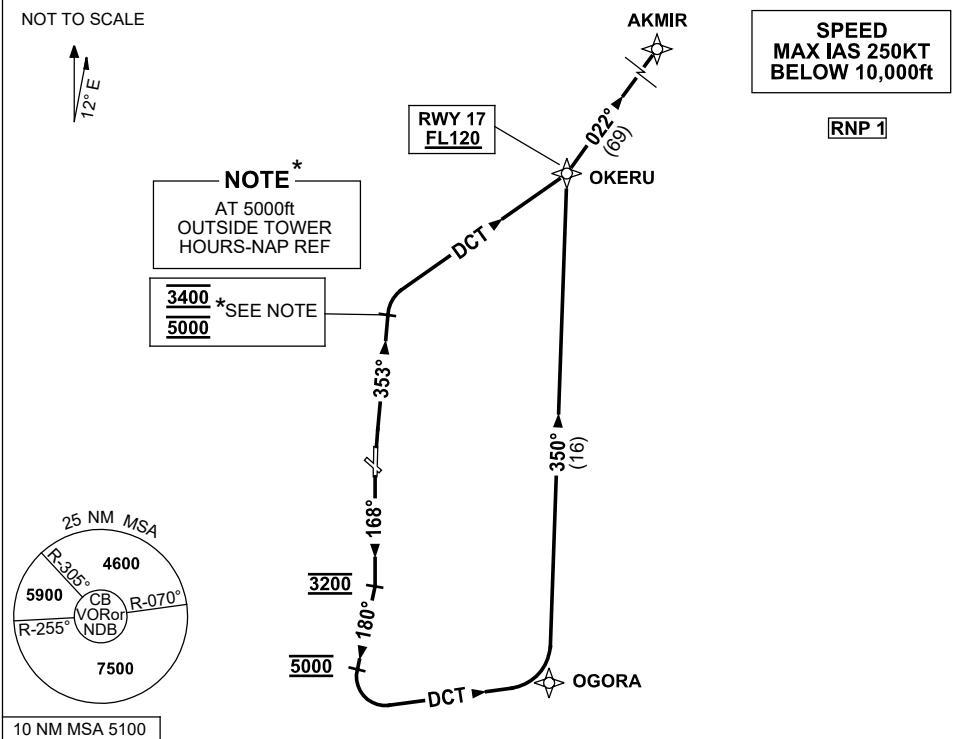 NOT TO SCALE
12° E
AKMIR
SPEED
MAX IAS 250KT
BELOW 10,000ft
RNP 1
RWY 17
FL120
022°
(69)
OKERU
NOTE*
AT 5000ft
OUTSIDE TOWER
HOURS-NAP REF
DCT
3400 *SEE NOTE
5000
353°
350°
(16)
168°
3200
180°
5000
DCT
OGORA
25 NM MSA
R-305°
4600
5900
CB
VORor
NDB
R-070°
R-255°
7500
10 NM MSA 5100